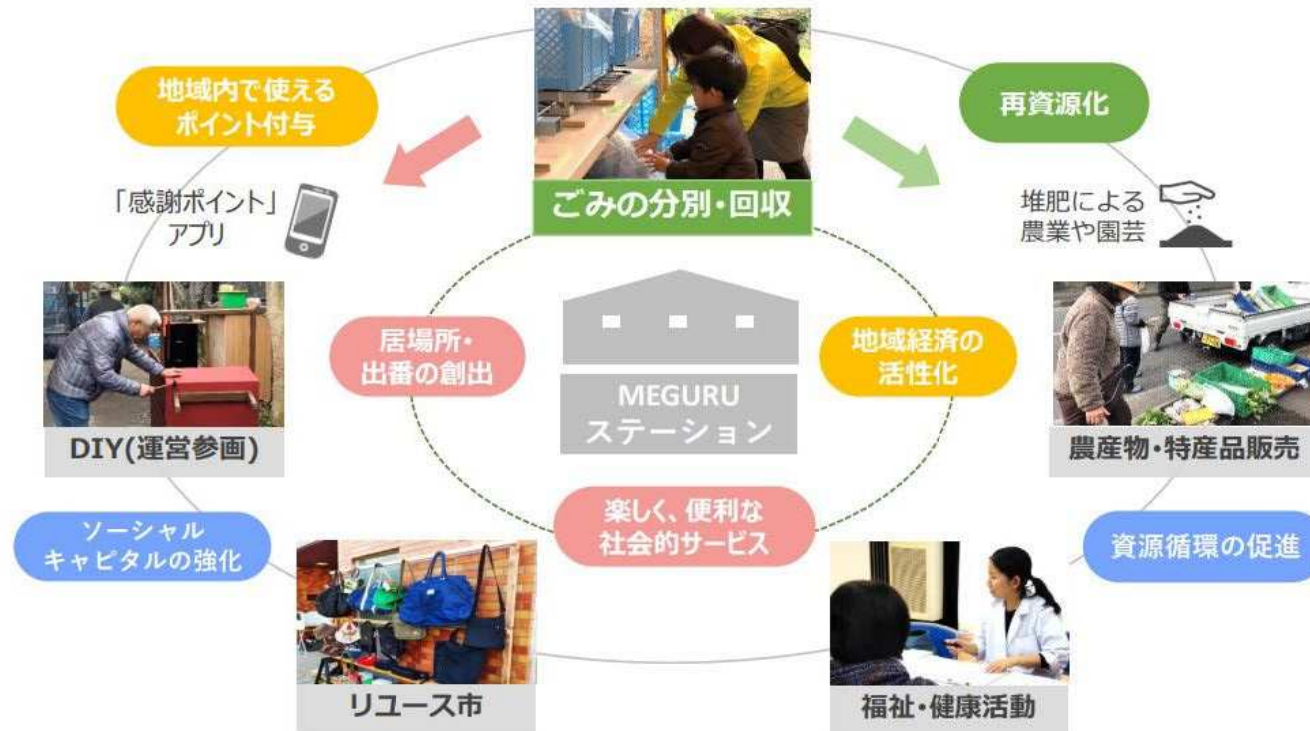 地域内で使える
ポイント付与
「感謝ポイント」
アプリ
ごみの分別・回収
再資源化
堆肥による
農業や園芸
居場所・
出番の創出
MEGURU
ステーション
地域経済の
活性化
DIY(運営参画)
農産物・特産品販売
楽しく、便利な
社会的サービス
ソーシャル
キャピタルの強化
資源循環の促進
リユース市
福祉・健康活動